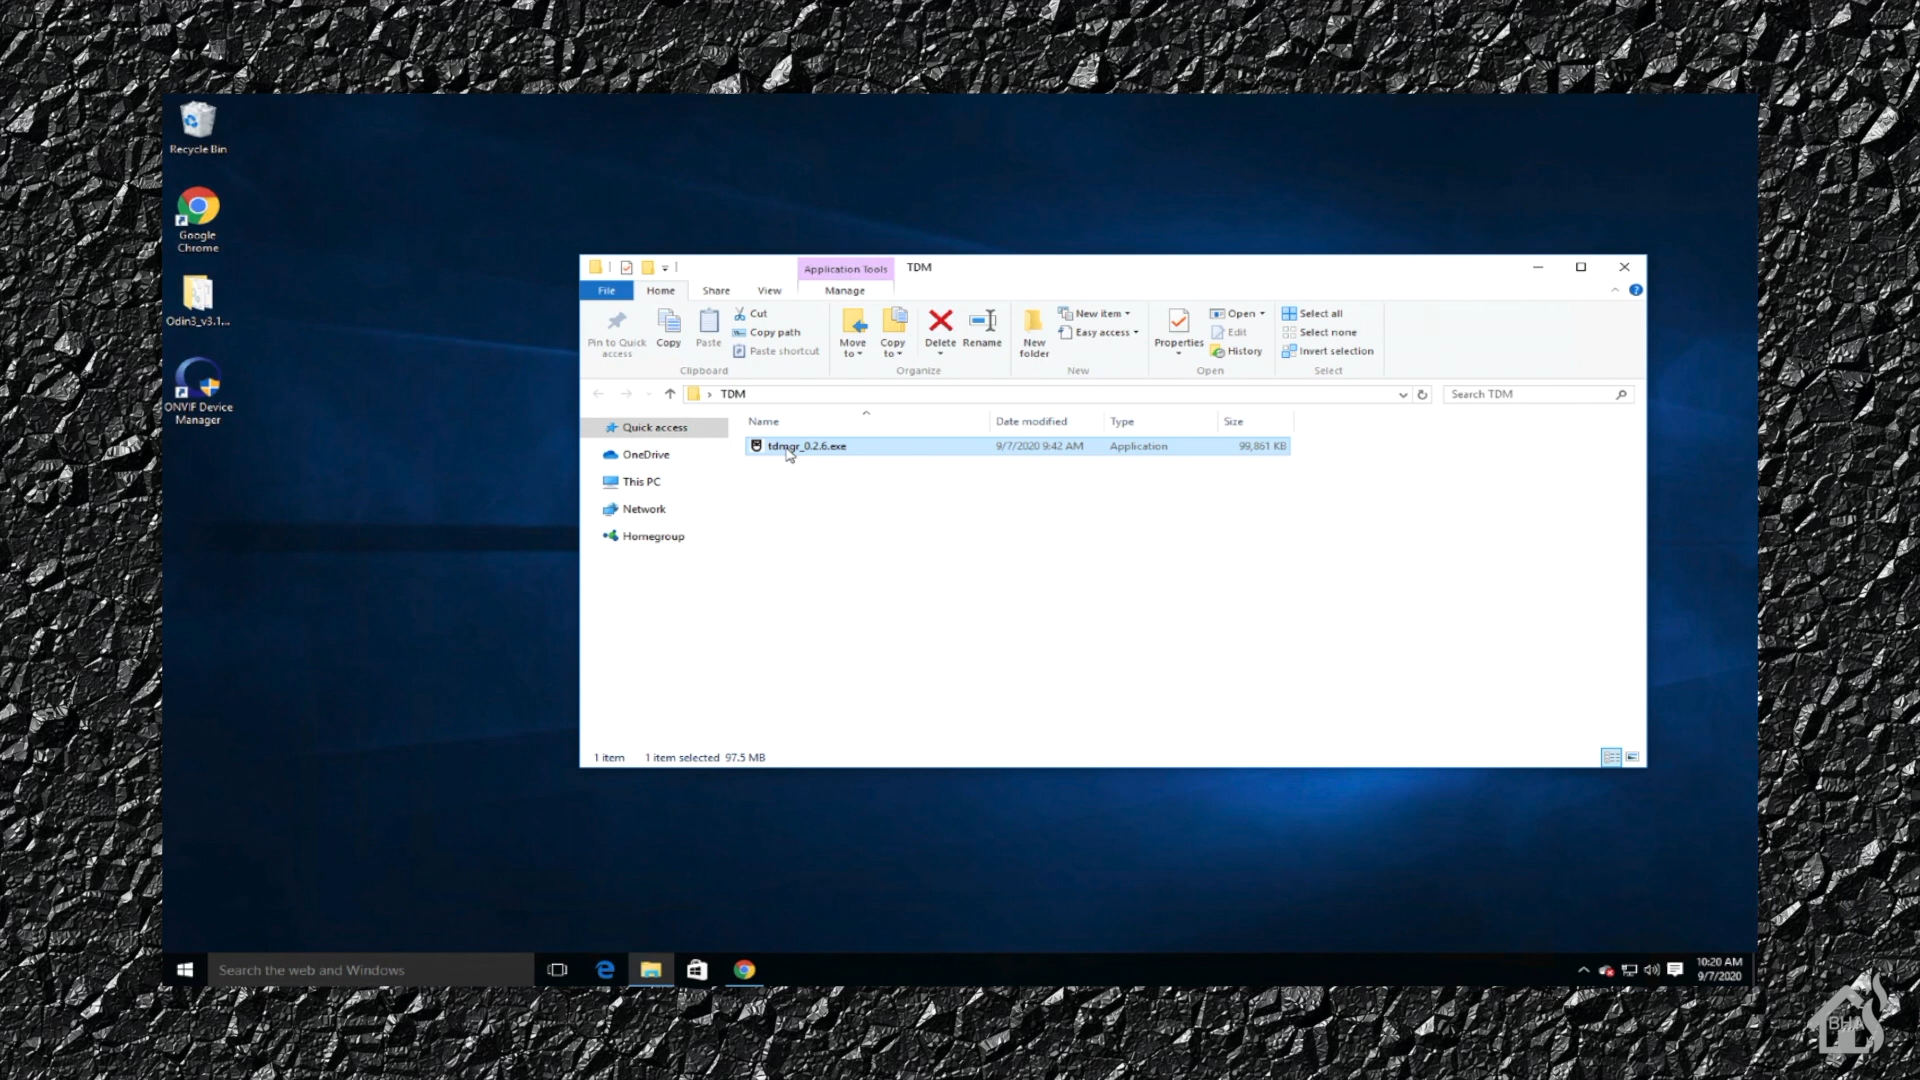 Recycle Bin
Google
Chrome
Odin3_v3.1...
ONVIF Device
Manager
Application Tools
TDM
File
Home
Share
View
Manage
Pin to Quick
access
Copy
Paste
Cut
Copy path
Paste shortcut
Clipboard
Move
to
Copy
to
Delete
Rename
Organize
New
folder
New item
Easy access
New
Properties
Open
Edit
History
Open
Select all
Select none
Invert selection
Select
TDM
Search TDM
Name
Date modified
Type
Size
Quick access
OneDrive
This PC
Network
Homegroup
tdmgr_0.2.6.exe
9/7/2020 9:42 AM
Application
99,861 KB
1 item
1 item selected 97.5 MB
Search the web and Windows
10:20 AM
9/7/2020
BHA